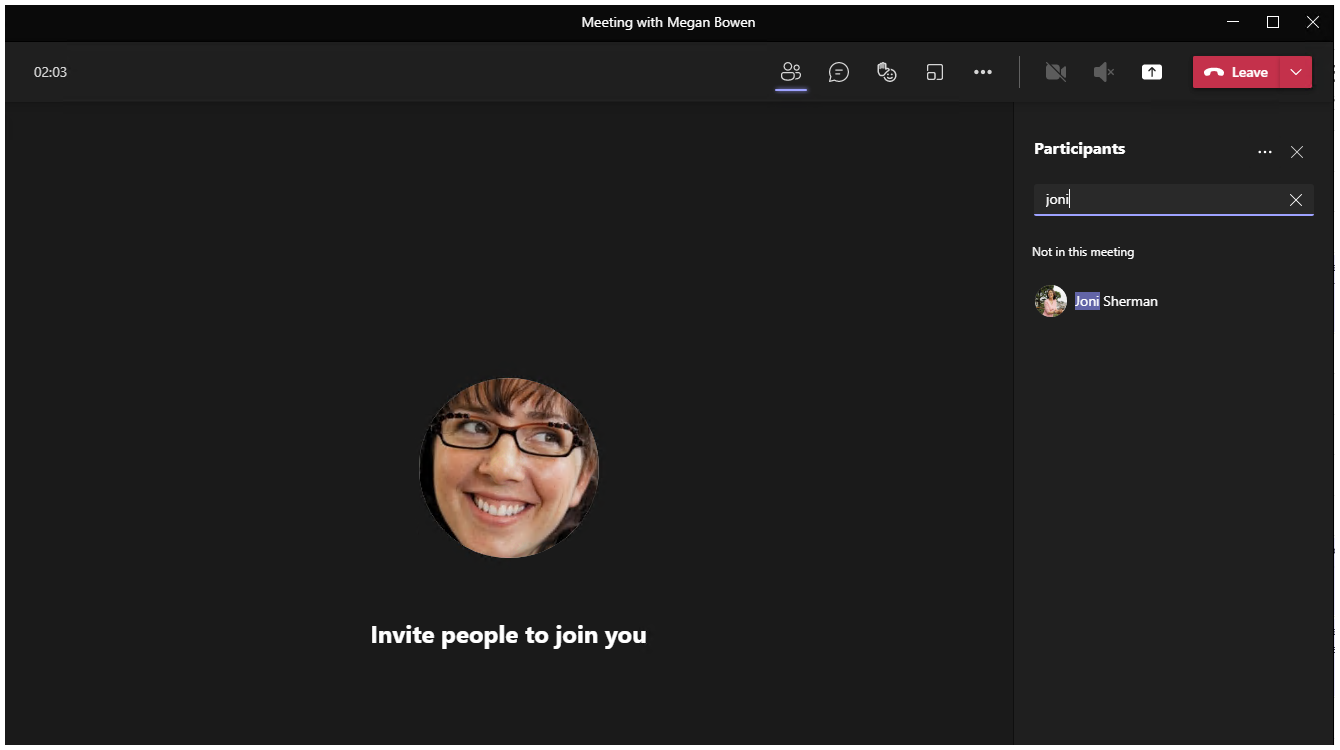 Meeting with Megan Bowen
02:03
Leave
Participants
joni
Not in this meeting
Joni Sherman
Invite people to join you